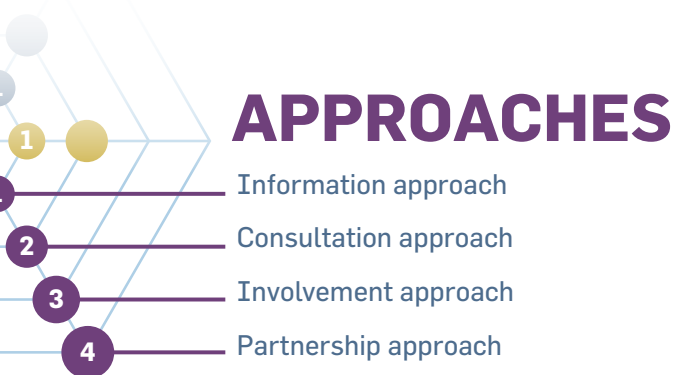 APPROACHES
1
Information approach
2
Consultation approach
3
Involvement approach
4
Partnership approach